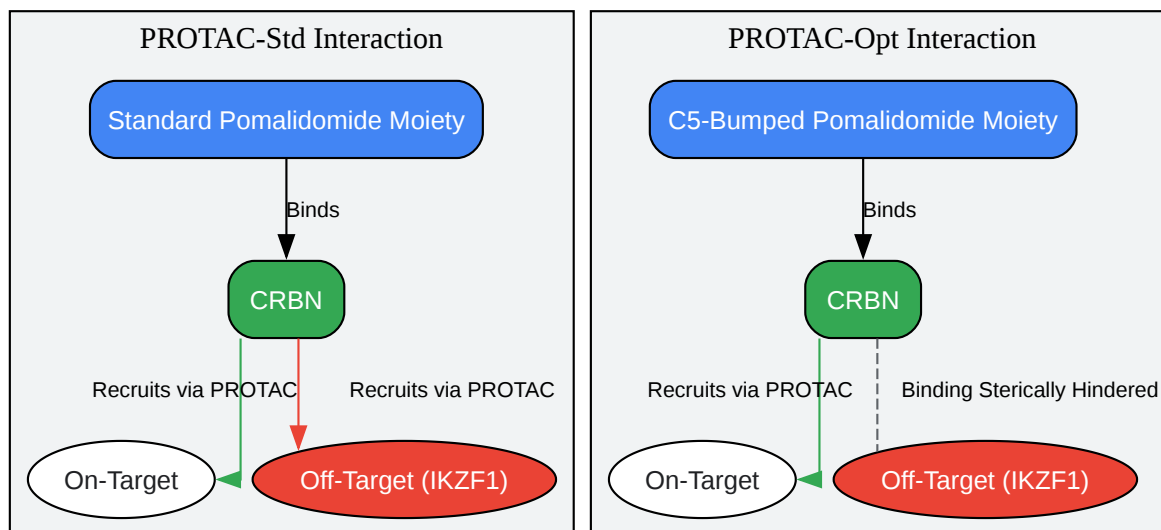 PROTAC-Std Interaction
Standard Pomalidomide Moiety
Binds
CRBN
Recruits via PROTAC
Recruits via PROTAC
On-Target
Off-Target (IKZF1)
PROTAC-Opt Interaction
C5-Bumped Pomalidomide Moiety
Binds
CRBN
Recruits via PROTAC
Binding Sterically Hindered
On-Target
Off-Target (IKZF1)